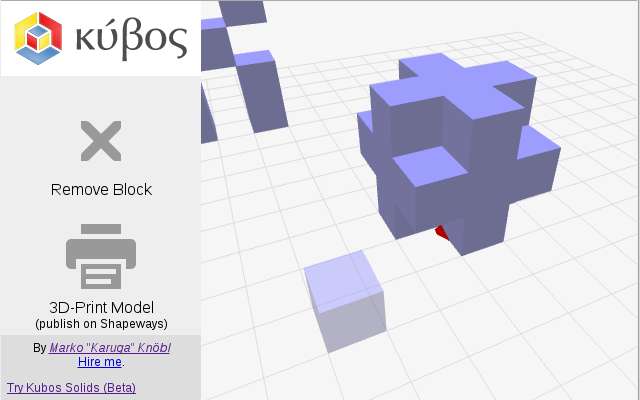 κύβος
Remove Block
3D-Print Model
(publish on Shapeways)
By Marko "Karuga" Knöbl
Hire me.
Try Kubos Solids (Beta)